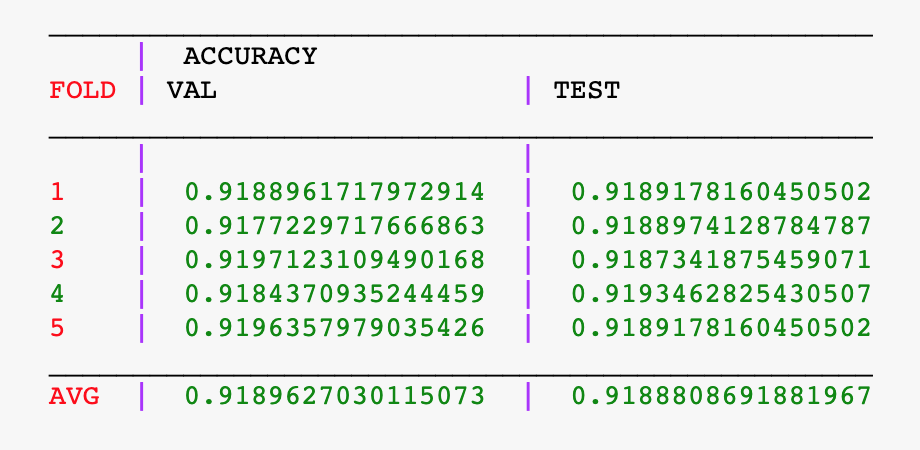 | ACCURACY
FOLD | VAL | TEST
| |
1 | 0.9188961717972914 | 0.9189178160450502
2 | 0.9177229717666863 | 0.9188974128784787
3 | 0.9197123109490168 | 0.9187341875459071
4 | 0.9184370935244459 | 0.9193462825430507
5 | 0.9196357979035426 | 0.9189178160450502
AVG | 0.9189627030115073 | 0.9188808691881967